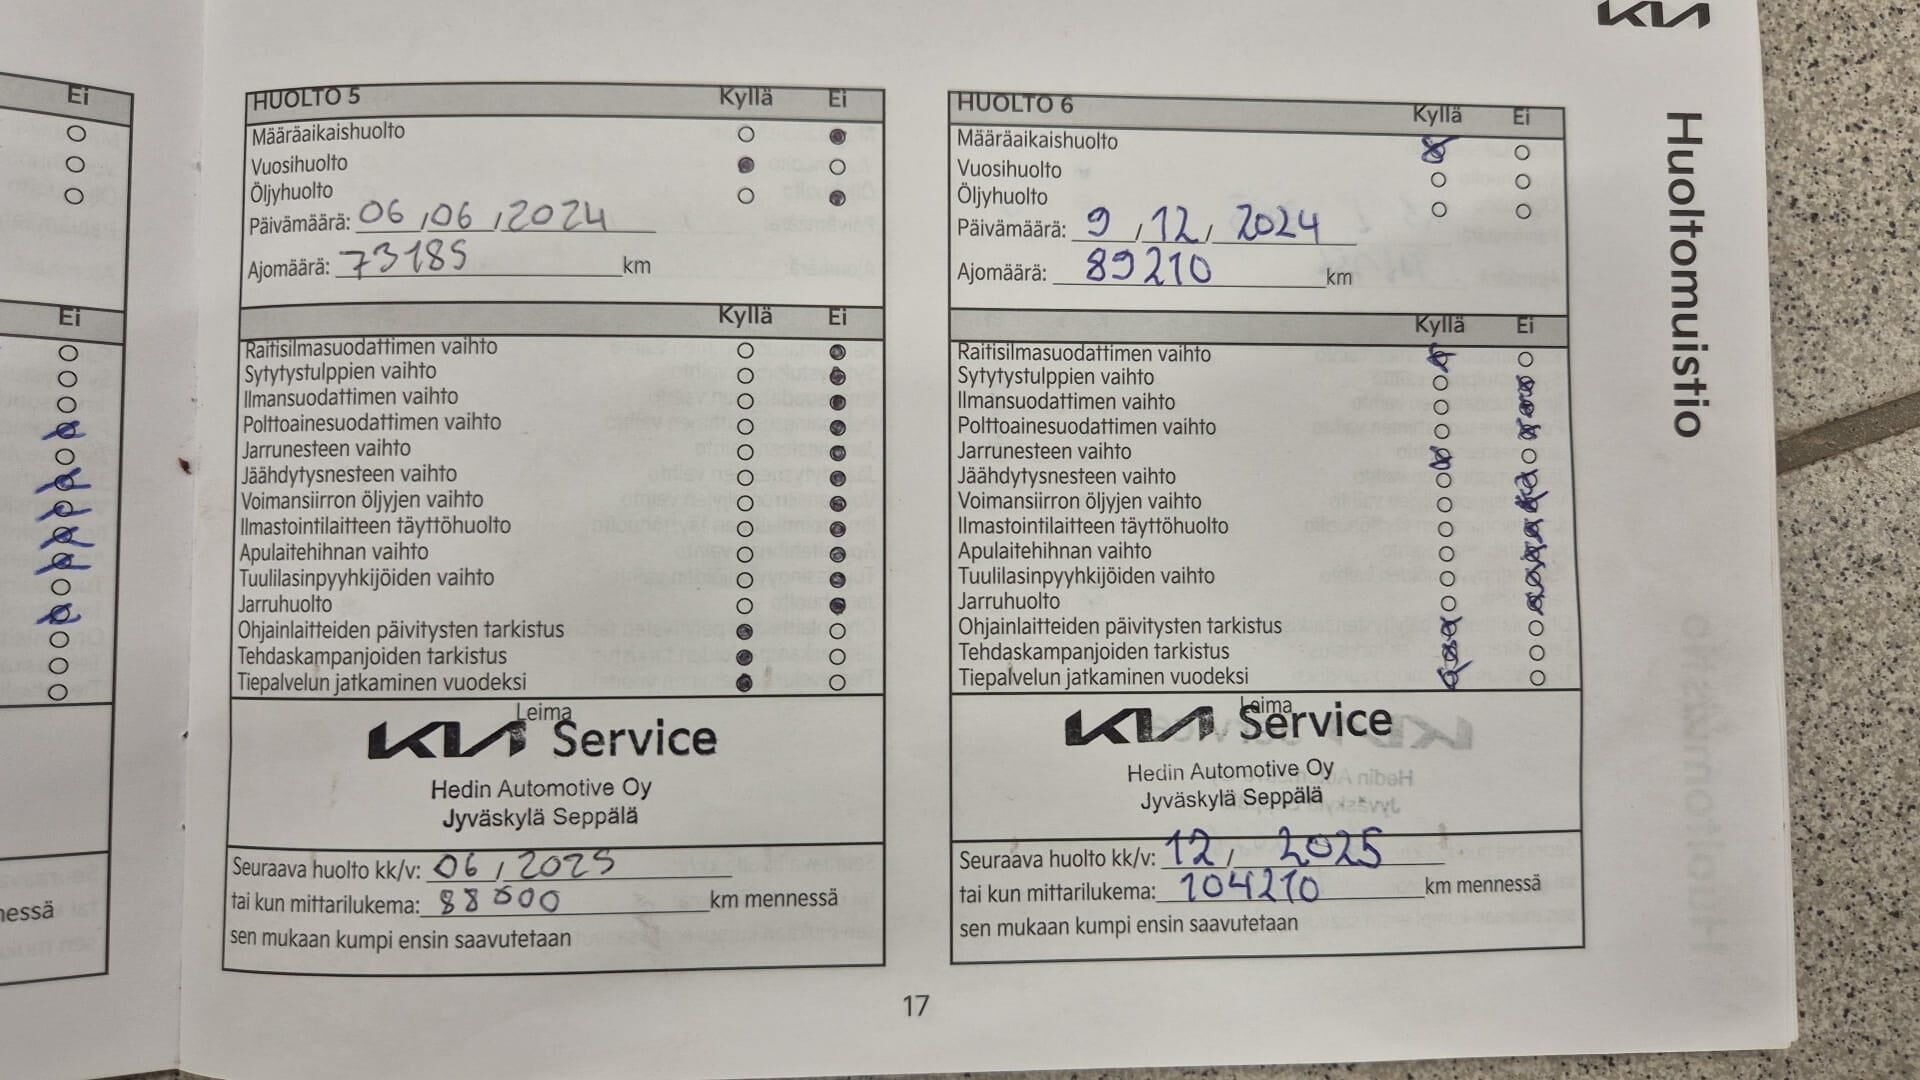 Ei
Ei
nessä
HUOLTO 5 Kyllä Ei
Määräaikaishuolto
Vuosihuolto
Öljyhuolto
Päivämäärä: 06 / 06 / 2024
Ajomäärä: 73185 km
Kyllä Ei
Raitisilmasuodattimen vaihto
Sytytystulppien vaihto
Ilmansuodattimen vaihto
Polttoainesuodattimen vaihto
Jarrunesteen vaihto
Jäähdytysnesteen vaihto
Voimansiirron öljyjen vaihto
Ilmastointilaitteen täyttöhuolto
Apulaitehihnan vaihto
Tuulilasinpyyhkijöiden vaihto
Jarruhuolto
Ohjainlaitteiden päivitysten tarkistus
Tehdaskampanjoiden tarkistus
Tiepalvelun jatkaminen vuodeksi
Leima
KIA Service
Hedin Automotive Oy
Jyväskylä Seppälä
Seuraava huolto kk/v: 06 / 2025
tai kun mittarilukema: 88000 km mennessä
sen mukaan kumpi ensin saavutetaan
HUOLTO 6 Kyllä Ei
Määräaikaishuolto
Vuosihuolto
Öljyhuolto
Päivämäärä: 9 / 12 / 2024
Ajomäärä: 89210 km
Kyllä Ei
Raitisilmasuodattimen vaihto
Sytytystulppien vaihto
Ilmansuodattimen vaihto
Polttoainesuodattimen vaihto
Jarrunesteen vaihto
Jäähdytysnesteen vaihto
Voimansiirron öljyjen vaihto
Ilmastointilaitteen täyttöhuolto
Apulaitehihnan vaihto
Tuulilasinpyyhkijöiden vaihto
Jarruhuolto
Ohjainlaitteiden päivitysten tarkistus
Tehdaskampanjoiden tarkistus
Tiepalvelun jatkaminen vuodeksi
Leima
KIA Service
Hedin Automotive Oy
Jyväskylä Seppälä
Seuraava huolto kk/v: 12 / 2025
tai kun mittarilukema: 104210 km mennessä
sen mukaan kumpi ensin saavutetaan
17
KIA
Huoltomuistio